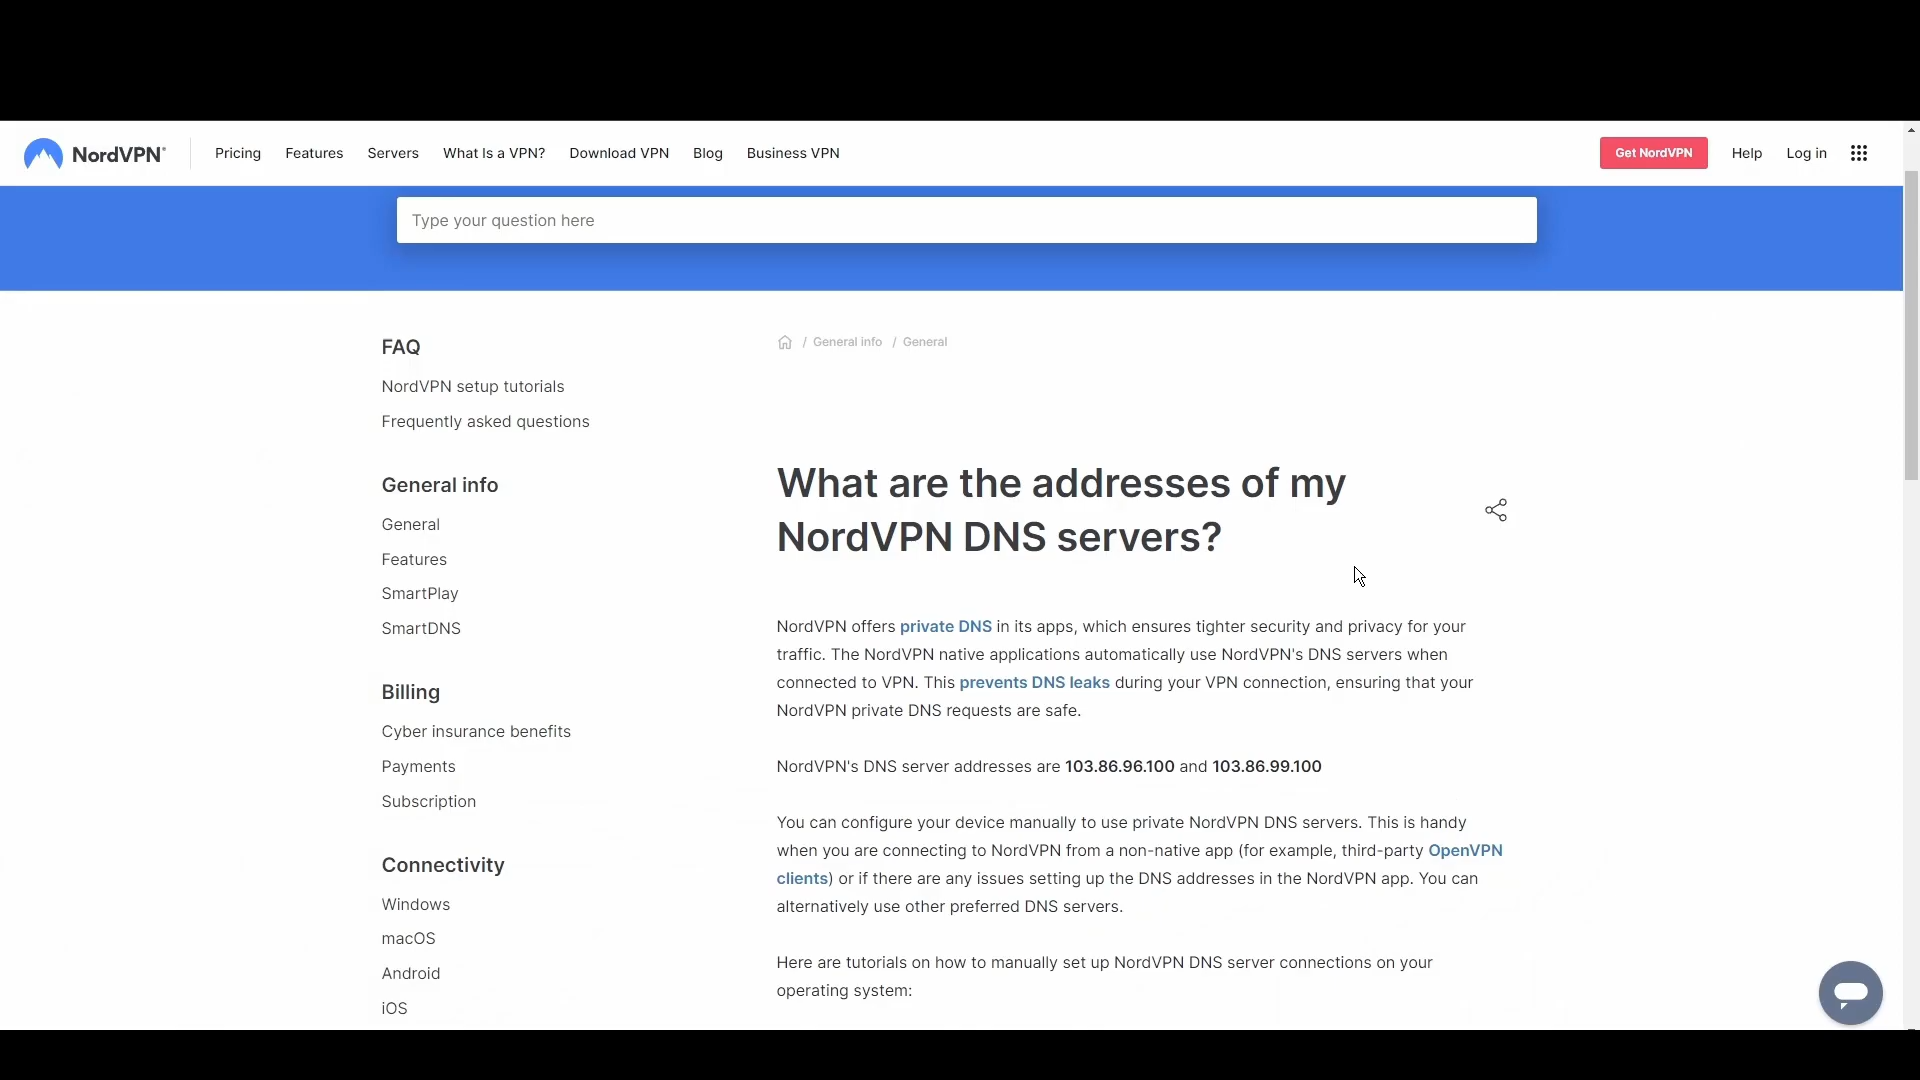 NordVPN®
Pricing Features Servers What Is a VPN? Download VPN Blog Business VPN
Get NordVPN Help Log in
Type your question here
FAQ
NordVPN setup tutorials
Frequently asked questions
General info
General
Features
SmartPlay
SmartDNS
Billing
Cyber insurance benefits
Payments
Subscription
Connectivity
Windows
macOS
Android
iOS
/ General info / General
What are the addresses of my
NordVPN DNS servers?
NordVPN offers private DNS in its apps, which ensures tighter security and privacy for your
traffic. The NordVPN native applications automatically use NordVPN's DNS servers when
connected to VPN. This prevents DNS leaks during your VPN connection, ensuring that your
NordVPN private DNS requests are safe.
NordVPN's DNS server addresses are 103.86.96.100 and 103.86.99.100
You can configure your device manually to use private NordVPN DNS servers. This is handy
when you are connecting to NordVPN from a non-native app (for example, third-party OpenVPN
clients) or if there are any issues setting up the DNS addresses in the NordVPN app. You can
alternatively use other preferred DNS servers.
Here are tutorials on how to manually set up NordVPN DNS server connections on your
operating system: